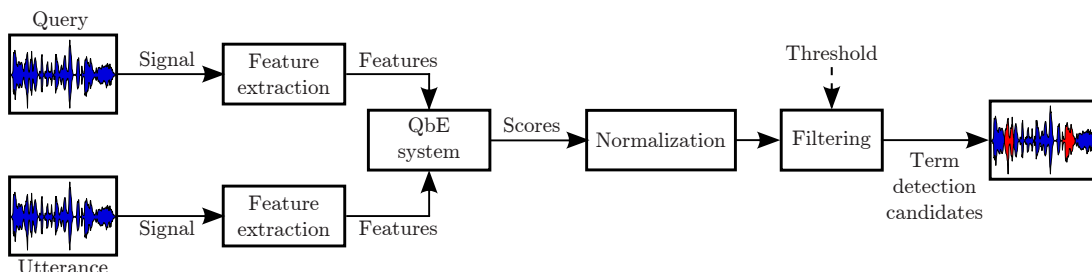 Query
Signal
Feature
extraction
Features
QbE
system
Scores
Normalization
Threshold
Filtering
Term
detection
candidates
Signal
Feature
extraction
Features
Utterance